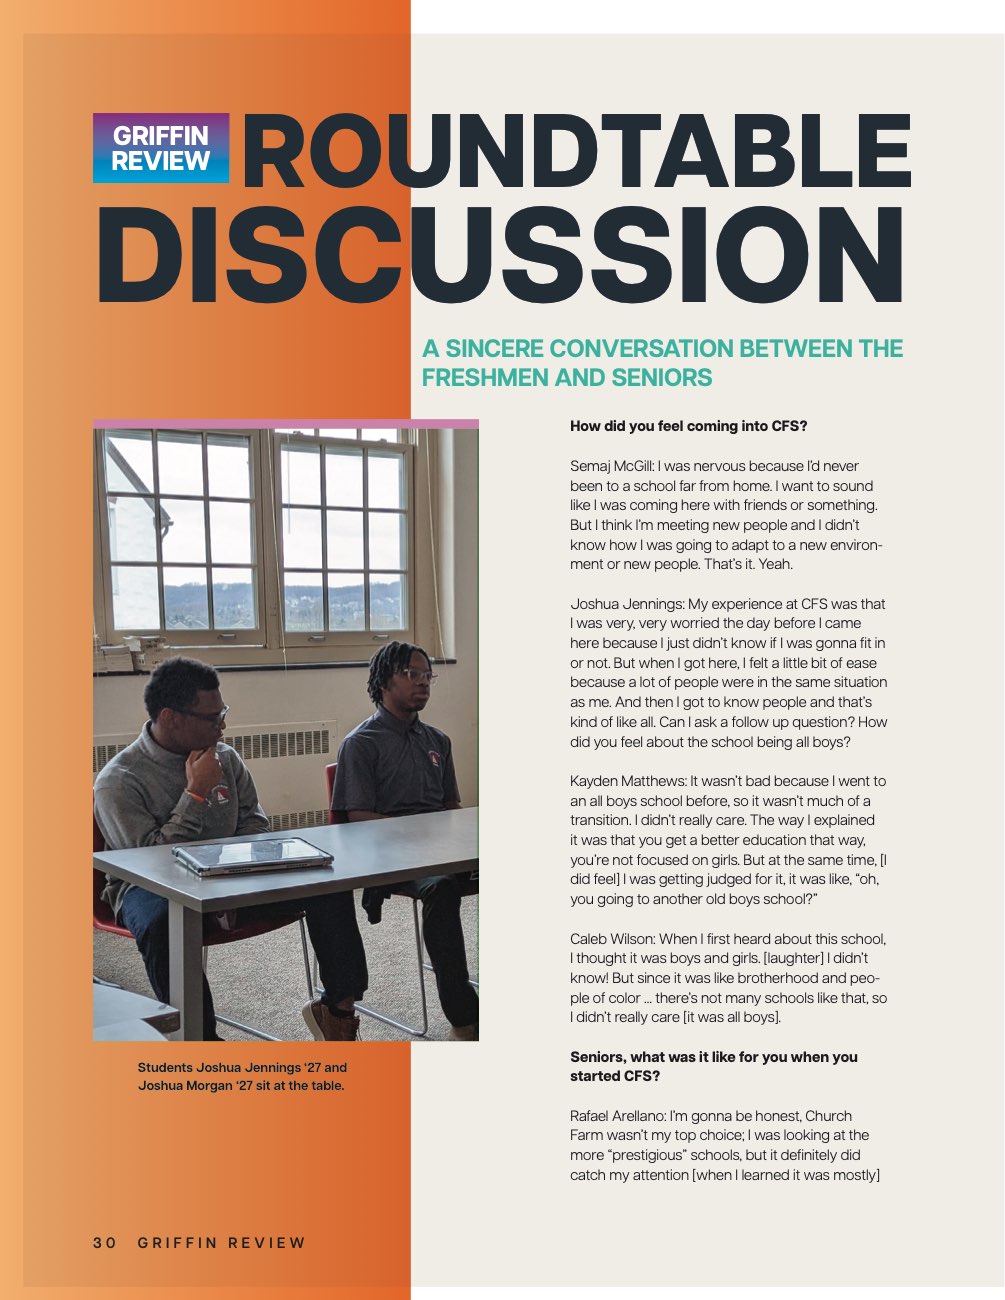 GRIFFIN
REVIEW
ROUNDTABLE
DISCUSSION
A SINCERE CONVERSATION BETWEEN THE
FRESHMEN AND SENIORS
How did you feel coming into CFS?
Semaj McGill: I was nervous because I’d never
been to a school far from home. I want to sound
like I was coming here with friends or something.
But I think I’m meeting new people and I didn’t
know how I was going to adapt to a new environ-
ment or new people. That’s it. Yeah.
Joshua Jennings: My experience at CFS was that
I was very, very worried the day before I came
here because I just didn’t know if I was gonna fit in
or not. But when I got here, I felt a little bit of ease
because a lot of people were in the same situation
as me. And then I got to know people and that’s
kind of like all. Can I ask a follow up question? How
did you feel about the school being all boys?
Kayden Matthews: It wasn’t bad because I went to
an all boys school before, so it wasn’t much of a
transition. I didn’t really care. The way I explained
it was that you get a better education that way,
you’re not focused on girls. But at the same time, [I
did feel] I was getting judged for it, it was like, “oh,
you going to another old boys school?”
Caleb Wilson: When I first heard about this school,
I thought it was boys and girls. [laughter] I didn’t
know! But since it was like brotherhood and peo-
ple of color ... there’s not many schools like that, so
I didn’t really care [it was all boys].
Seniors, what was it like for you when you
started CFS?
Rafael Arellano: I’m gonna be honest, Church
Farm wasn’t my top choice; I was looking at the
more “prestigious” schools, but it definitely did
catch my attention [when I learned it was mostly]
Students Joshua Jennings ‘27 and
Joshua Morgan ‘27 sit at the table.
30 GRIFFIN REVIEW